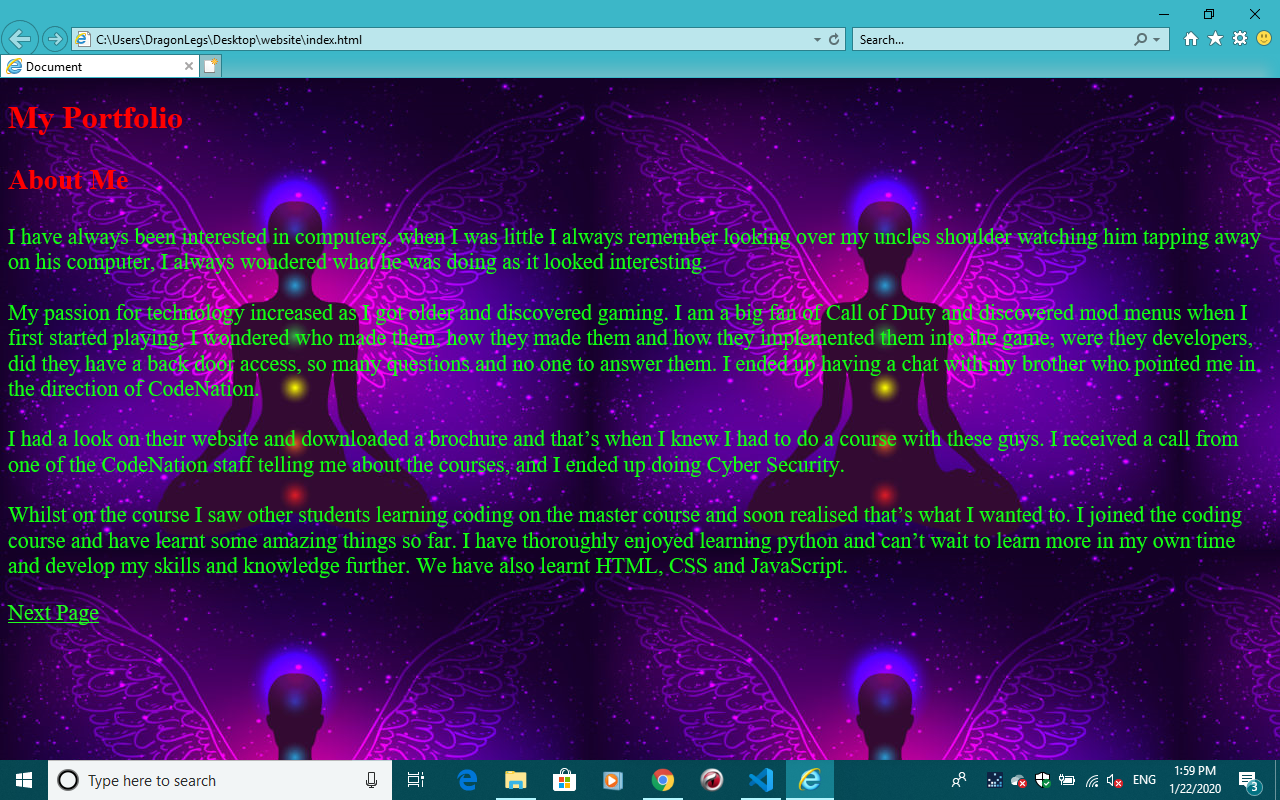 C:\Users\DragonLegs\Desktop\website\index.html
Search...
Document
My Portfolio
About Me
I have always been interested in computers, when I was little I always remember looking over my uncles shoulder watching him tapping away
on his computer, I always wondered what he was doing as it looked interesting.
My passion for technology increased as I got older and discovered gaming. I am a big fan of Call of Duty and discovered mod menus when I
first started playing, I wondered who made them, how they made them and how they implemented them into the game, were they developers,
did they have a back door access, so many questions and no one to answer them. I ended up having a chat with my brother who pointed me in
the direction of CodeNation.
I had a look on their website and downloaded a brochure and that’s when I knew I had to do a course with these guys. I received a call from
one of the CodeNation staff telling me about the courses, and I ended up doing Cyber Security.
Whilst on the course I saw other students learning coding on the master course and soon realised that’s what I wanted to. I joined the coding
course and have learnt some amazing things so far. I have thoroughly enjoyed learning python and can’t wait to learn more in my own time
and develop my skills and knowledge further. We have also learnt HTML, CSS and JavaScript.
Next Page
Type here to search
ENG
1:59 PM
1/22/2020
3